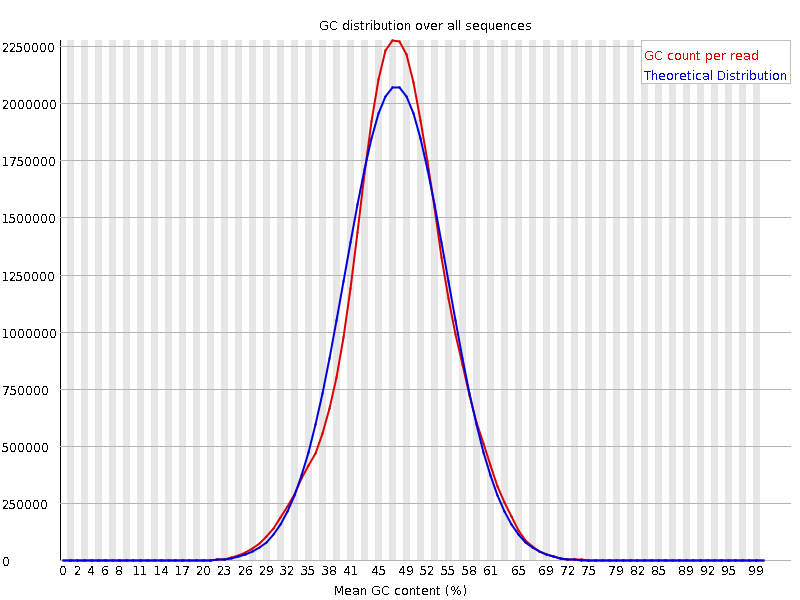 GC distribution over all sequences
GC count per read
Theoretical Distribution
2250000
2000000
1750000
1500000
1250000
1000000
750000
500000
250000
0
0 2 4 6 8 11 14 17 20 23 26 29 32 35 38 41 45 49 52 55 58 61 65 69 72 75 79 82 85 89 92 95 99
Mean GC content (%)